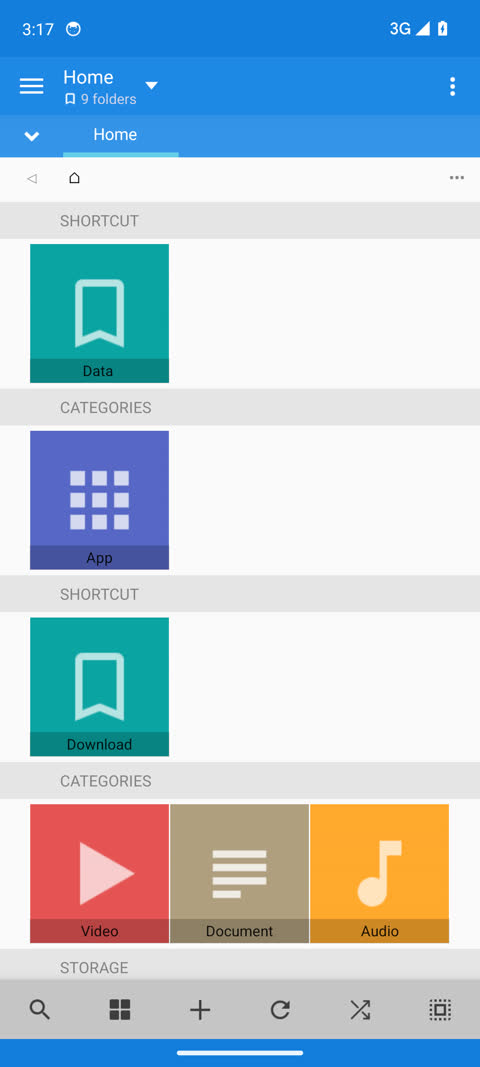 3:17
3G
Home
9 folders
Home
SHORTCUT
Data
CATEGORIES
App
SHORTCUT
Download
CATEGORIES
Video
Document
Audio
STORAGE